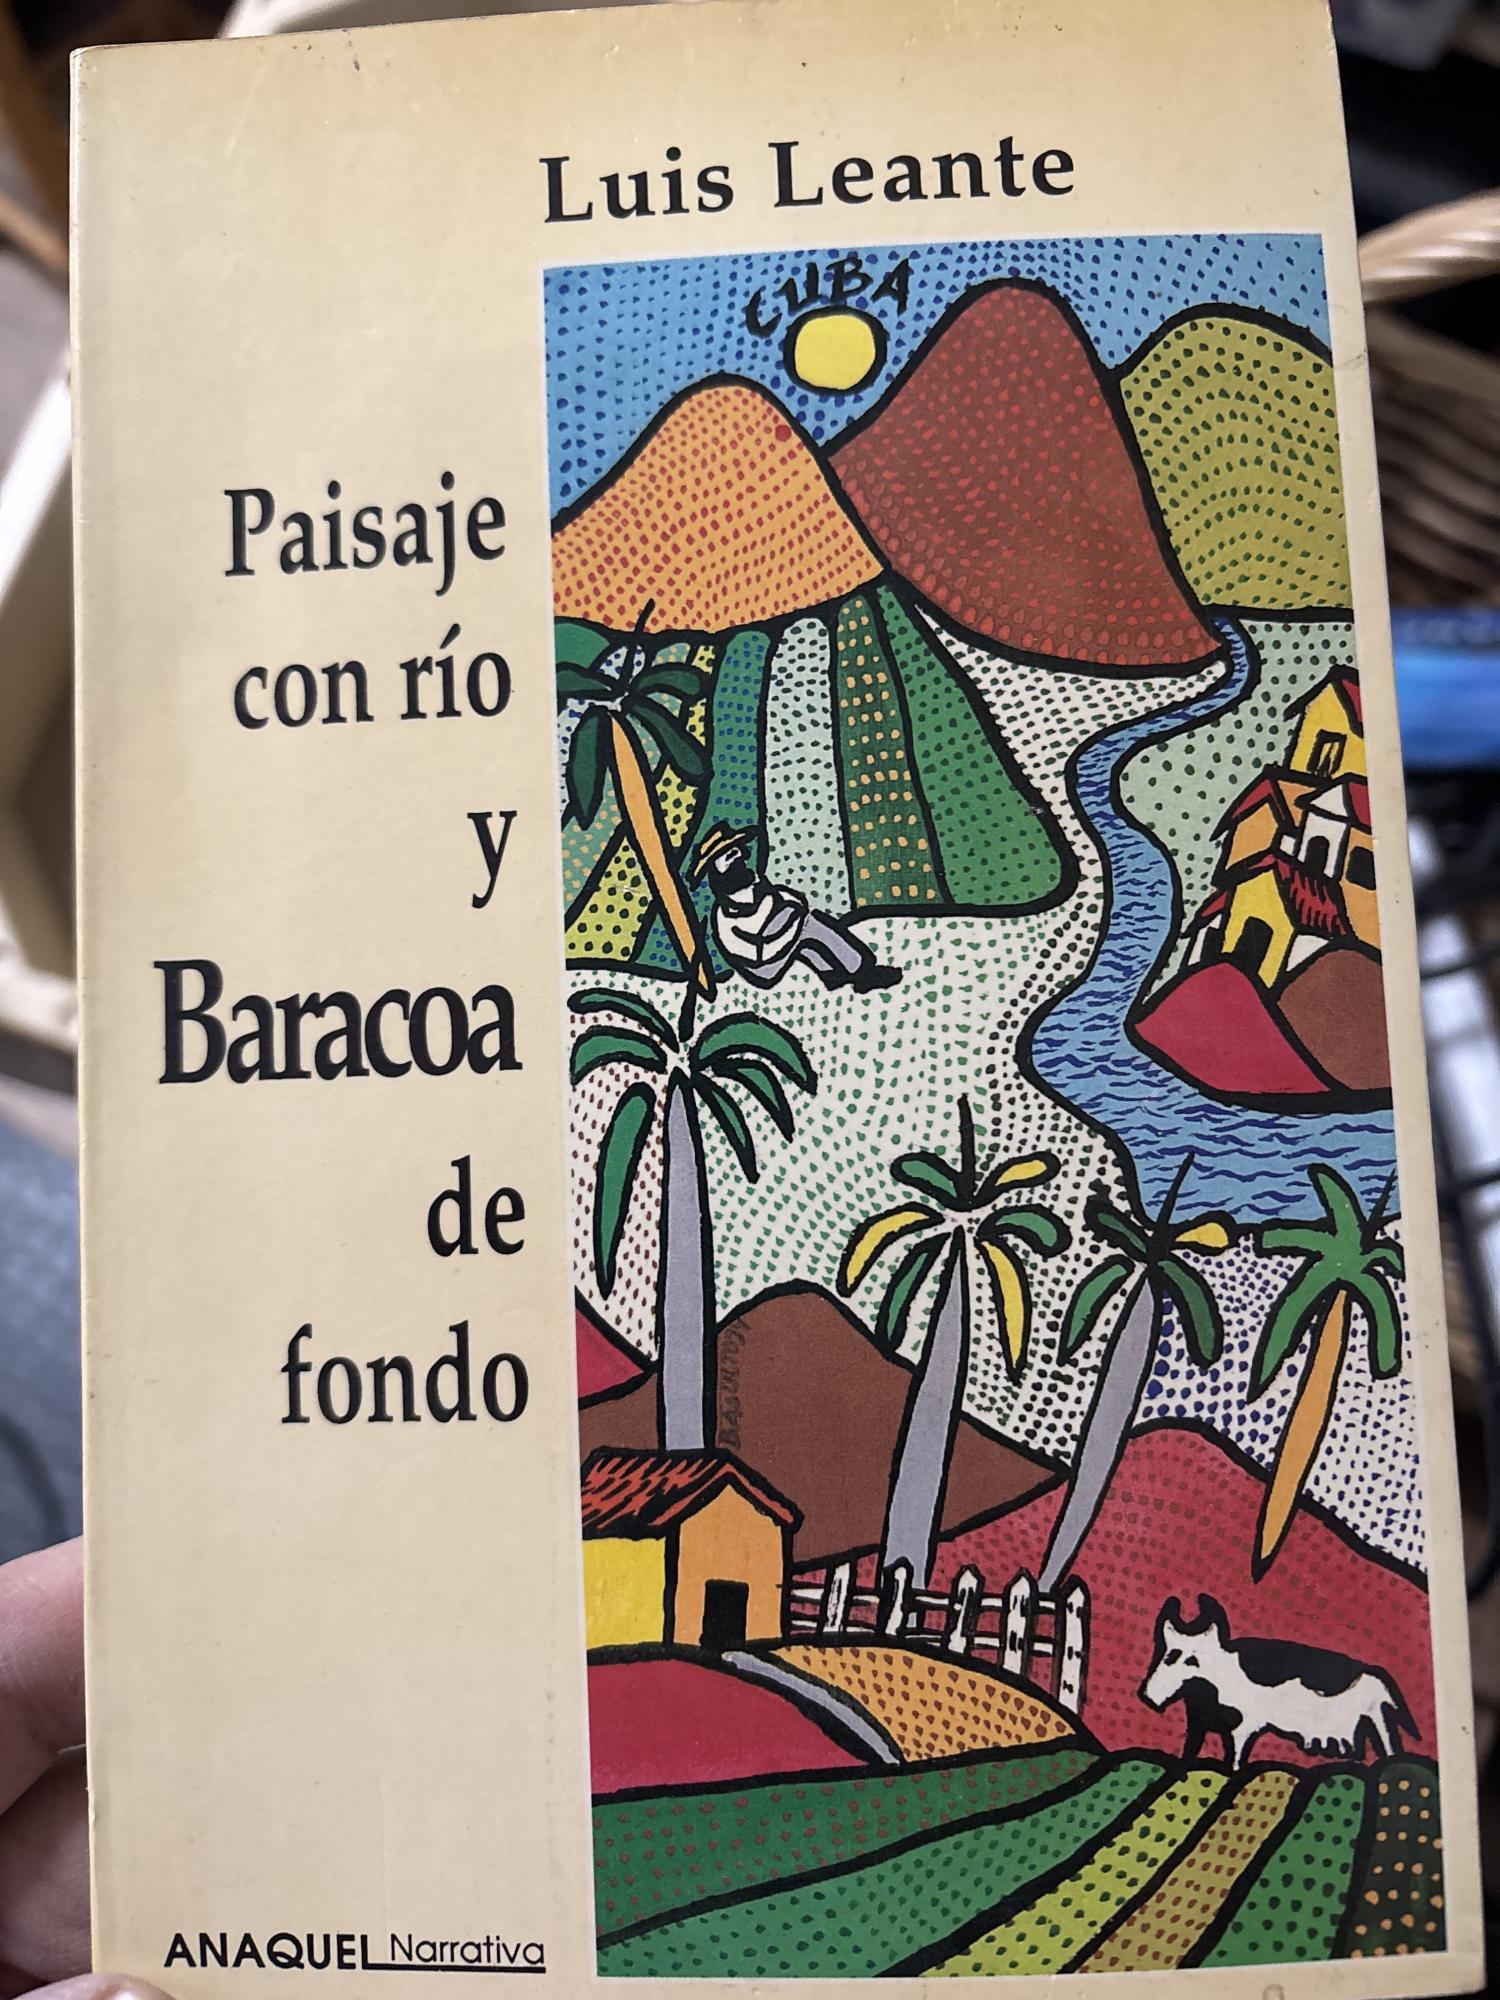 Luis Leante
CUBA
Paisaje
con río
y
Baracoa
de
fondo
ANAQUEL Narrativa